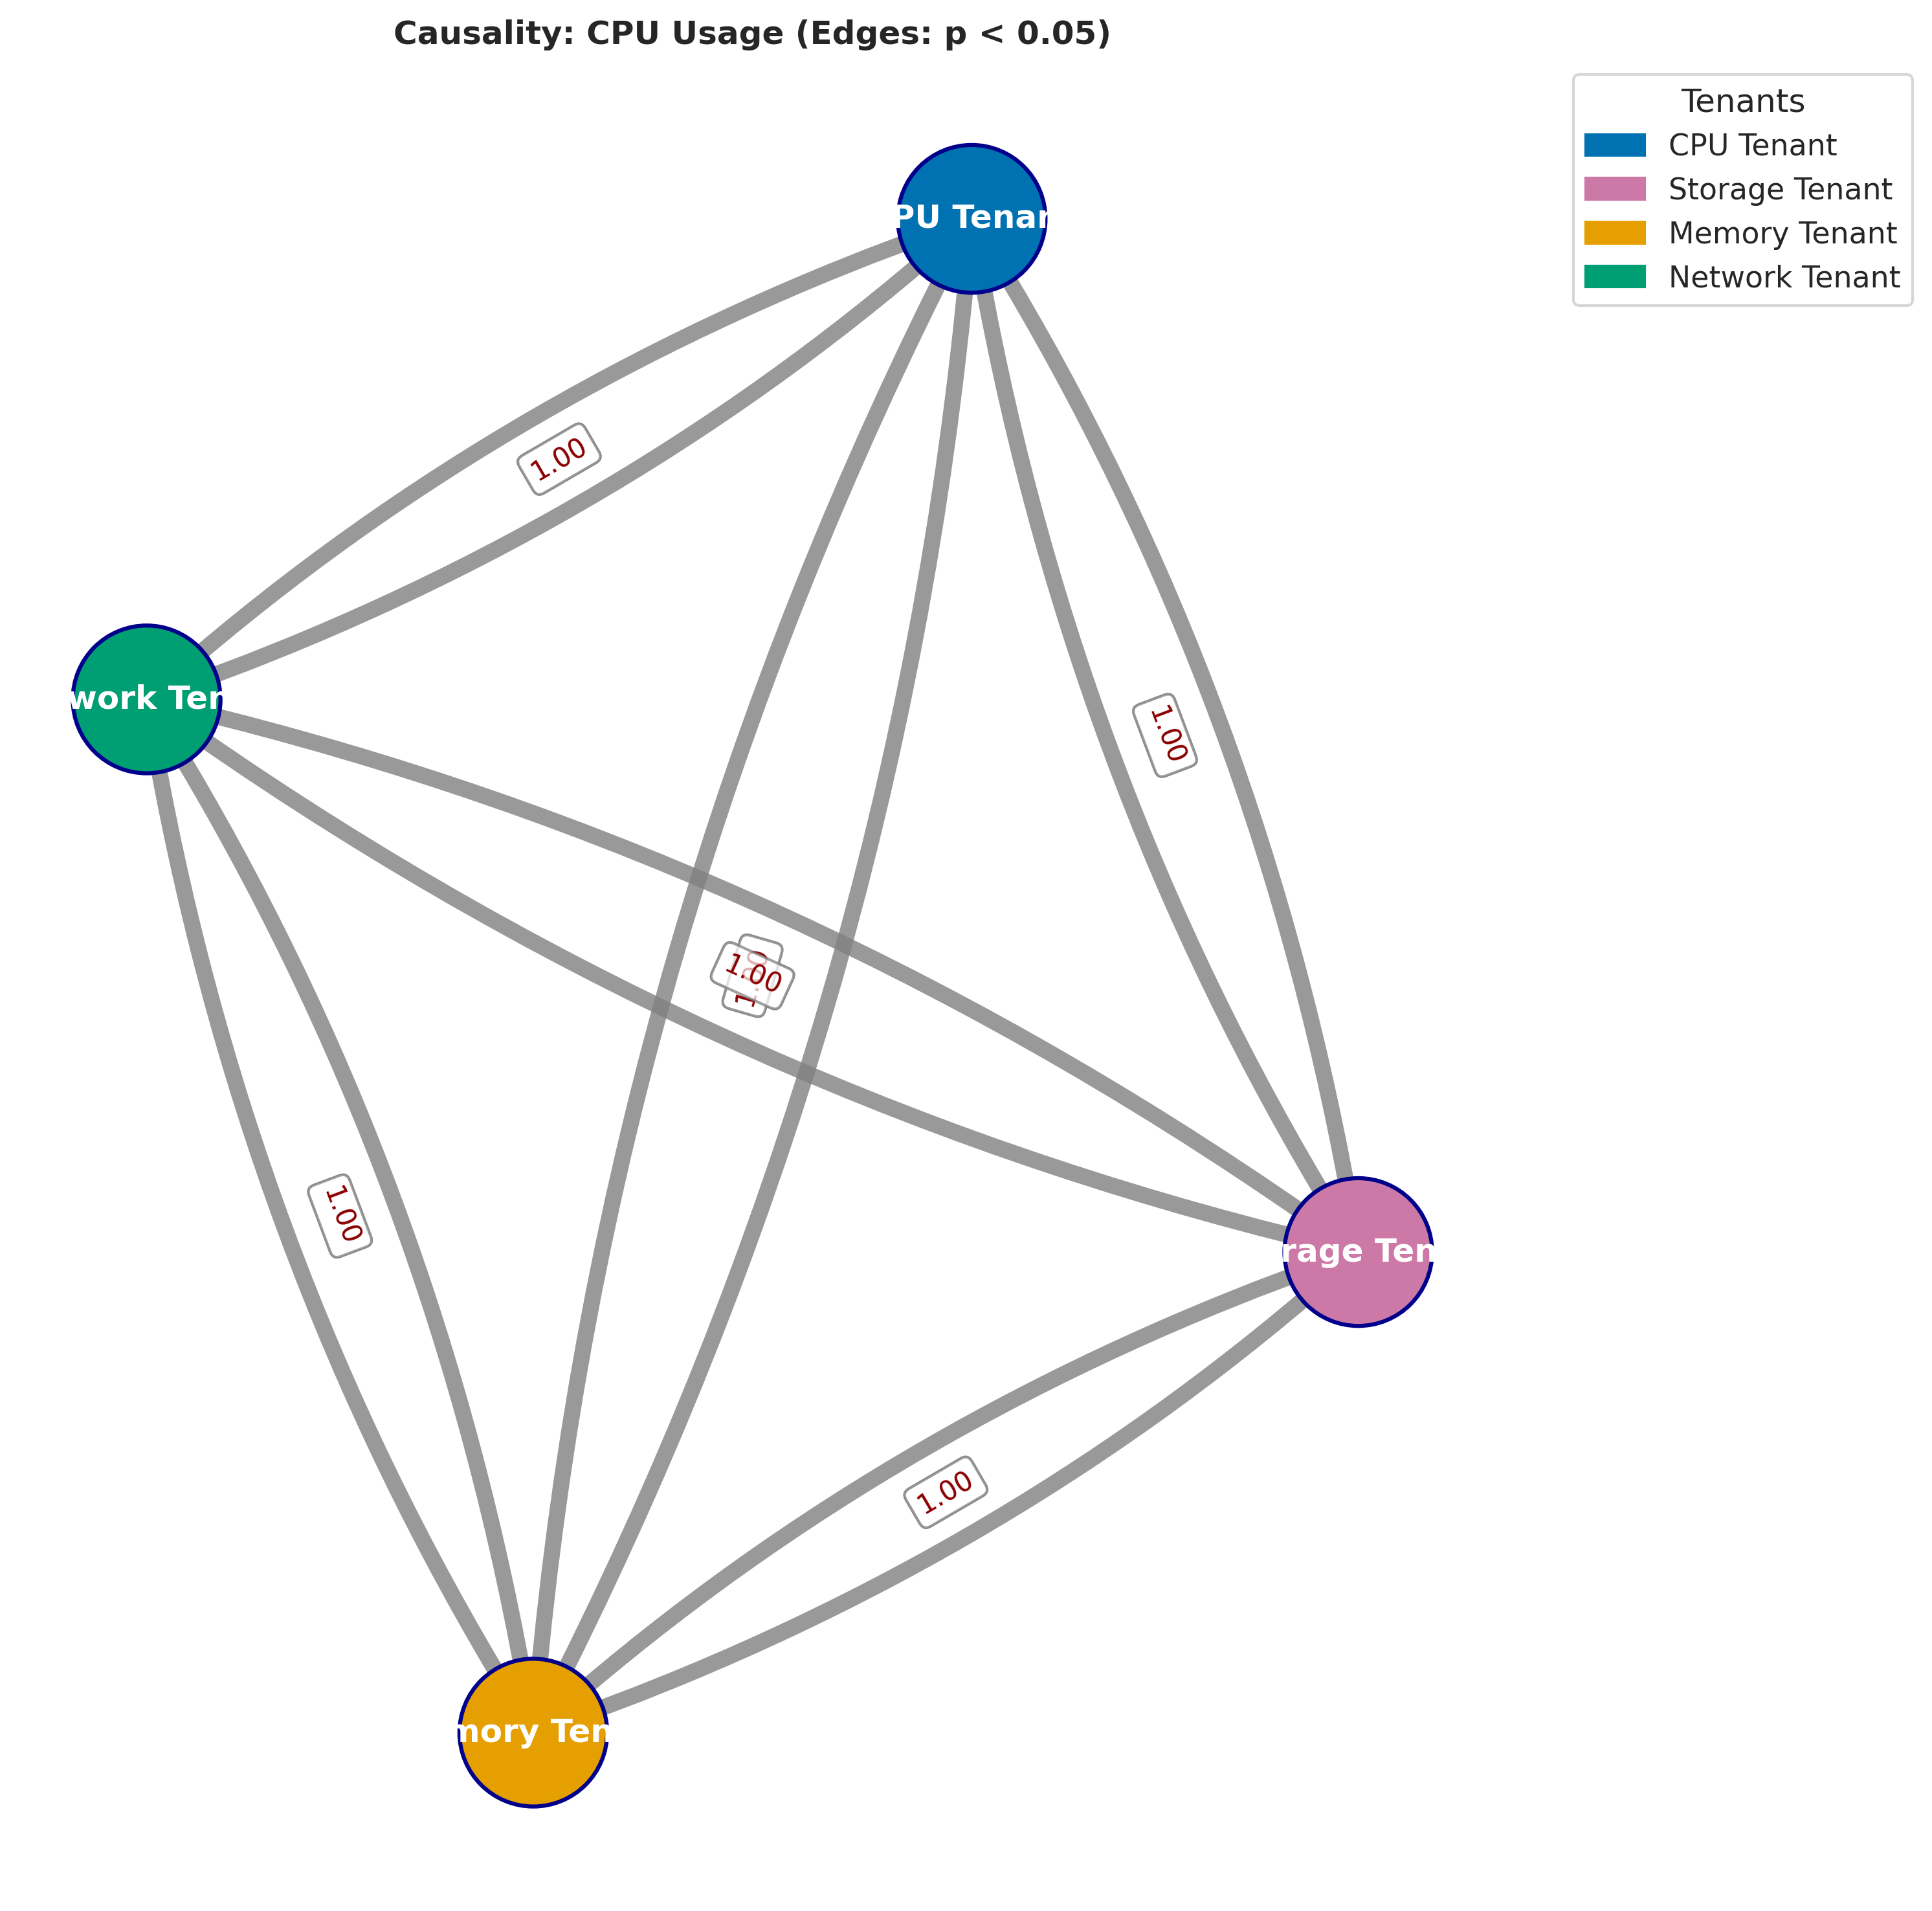 Causality: CPU Usage (Edges: p < 0.05)
Tenants
CPU Tenant
Storage Tenant
Memory Tenant
Network Tenant
PU Tenan
1.00
work Ten
1.00
1.00
1.00
rage Ten
1.00
mory Ten